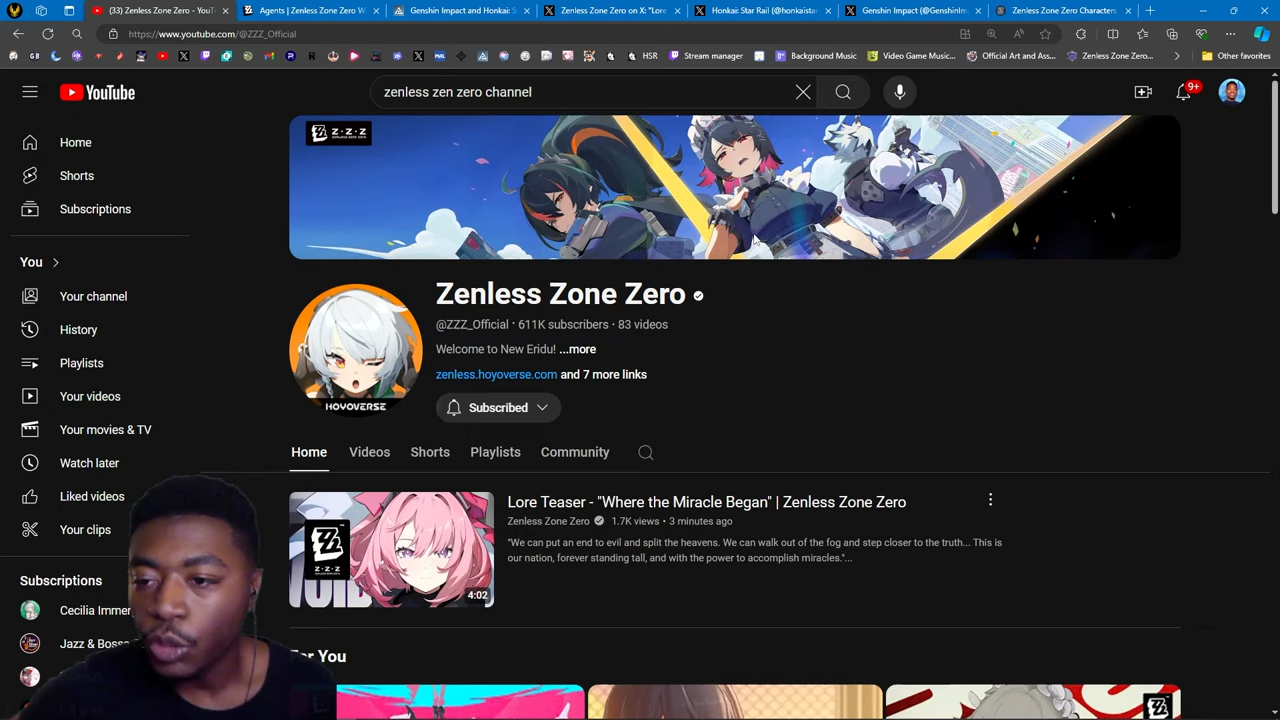 (33) Zenless Zone Zero - YouT
Agents | Zenless Zone Zero W
Genshin Impact and Honkai: S
Zenless Zone Zero on X: "Lore
Honkai: Star Rail (@honkaistar
Genshin Impact (@GenshinIm
Zenless Zone Zero Characters
https://www.youtube.com/@ZZZ_Official
GB
MAL
HSR
Stream manager
Background Music
Video Game Music...
Official Art and Ass...
Zenless Zone Zero...
Other favorites
YouTube
zenless zen zero channel
9+
Z·Z·Z
Home
Shorts
Subscriptions
You
Your channel
History
Playlists
Your videos
Your movies & TV
Watch later
Liked videos
Your clips
Subscriptions
Cecilia Immer
Jazz & Boss
HOYOVERSE
Zenless Zone Zero
@ZZZ_Official · 611K subscribers · 83 videos
Welcome to New Eridu! ...more
zenless.hoyoverse.com and 7 more links
Subscribed
Home
Videos
Shorts
Playlists
Community
Z·Z·Z
VOID
4:02
Lore Teaser - "Where the Miracle Began" | Zenless Zone Zero
Zenless Zone Zero 1.7K views · 3 minutes ago
"We can put an end to evil and split the heavens. We can walk out of the fog and step closer to the truth... This is
our nation, forever standing tall, and with the power to accomplish miracles."...
For You